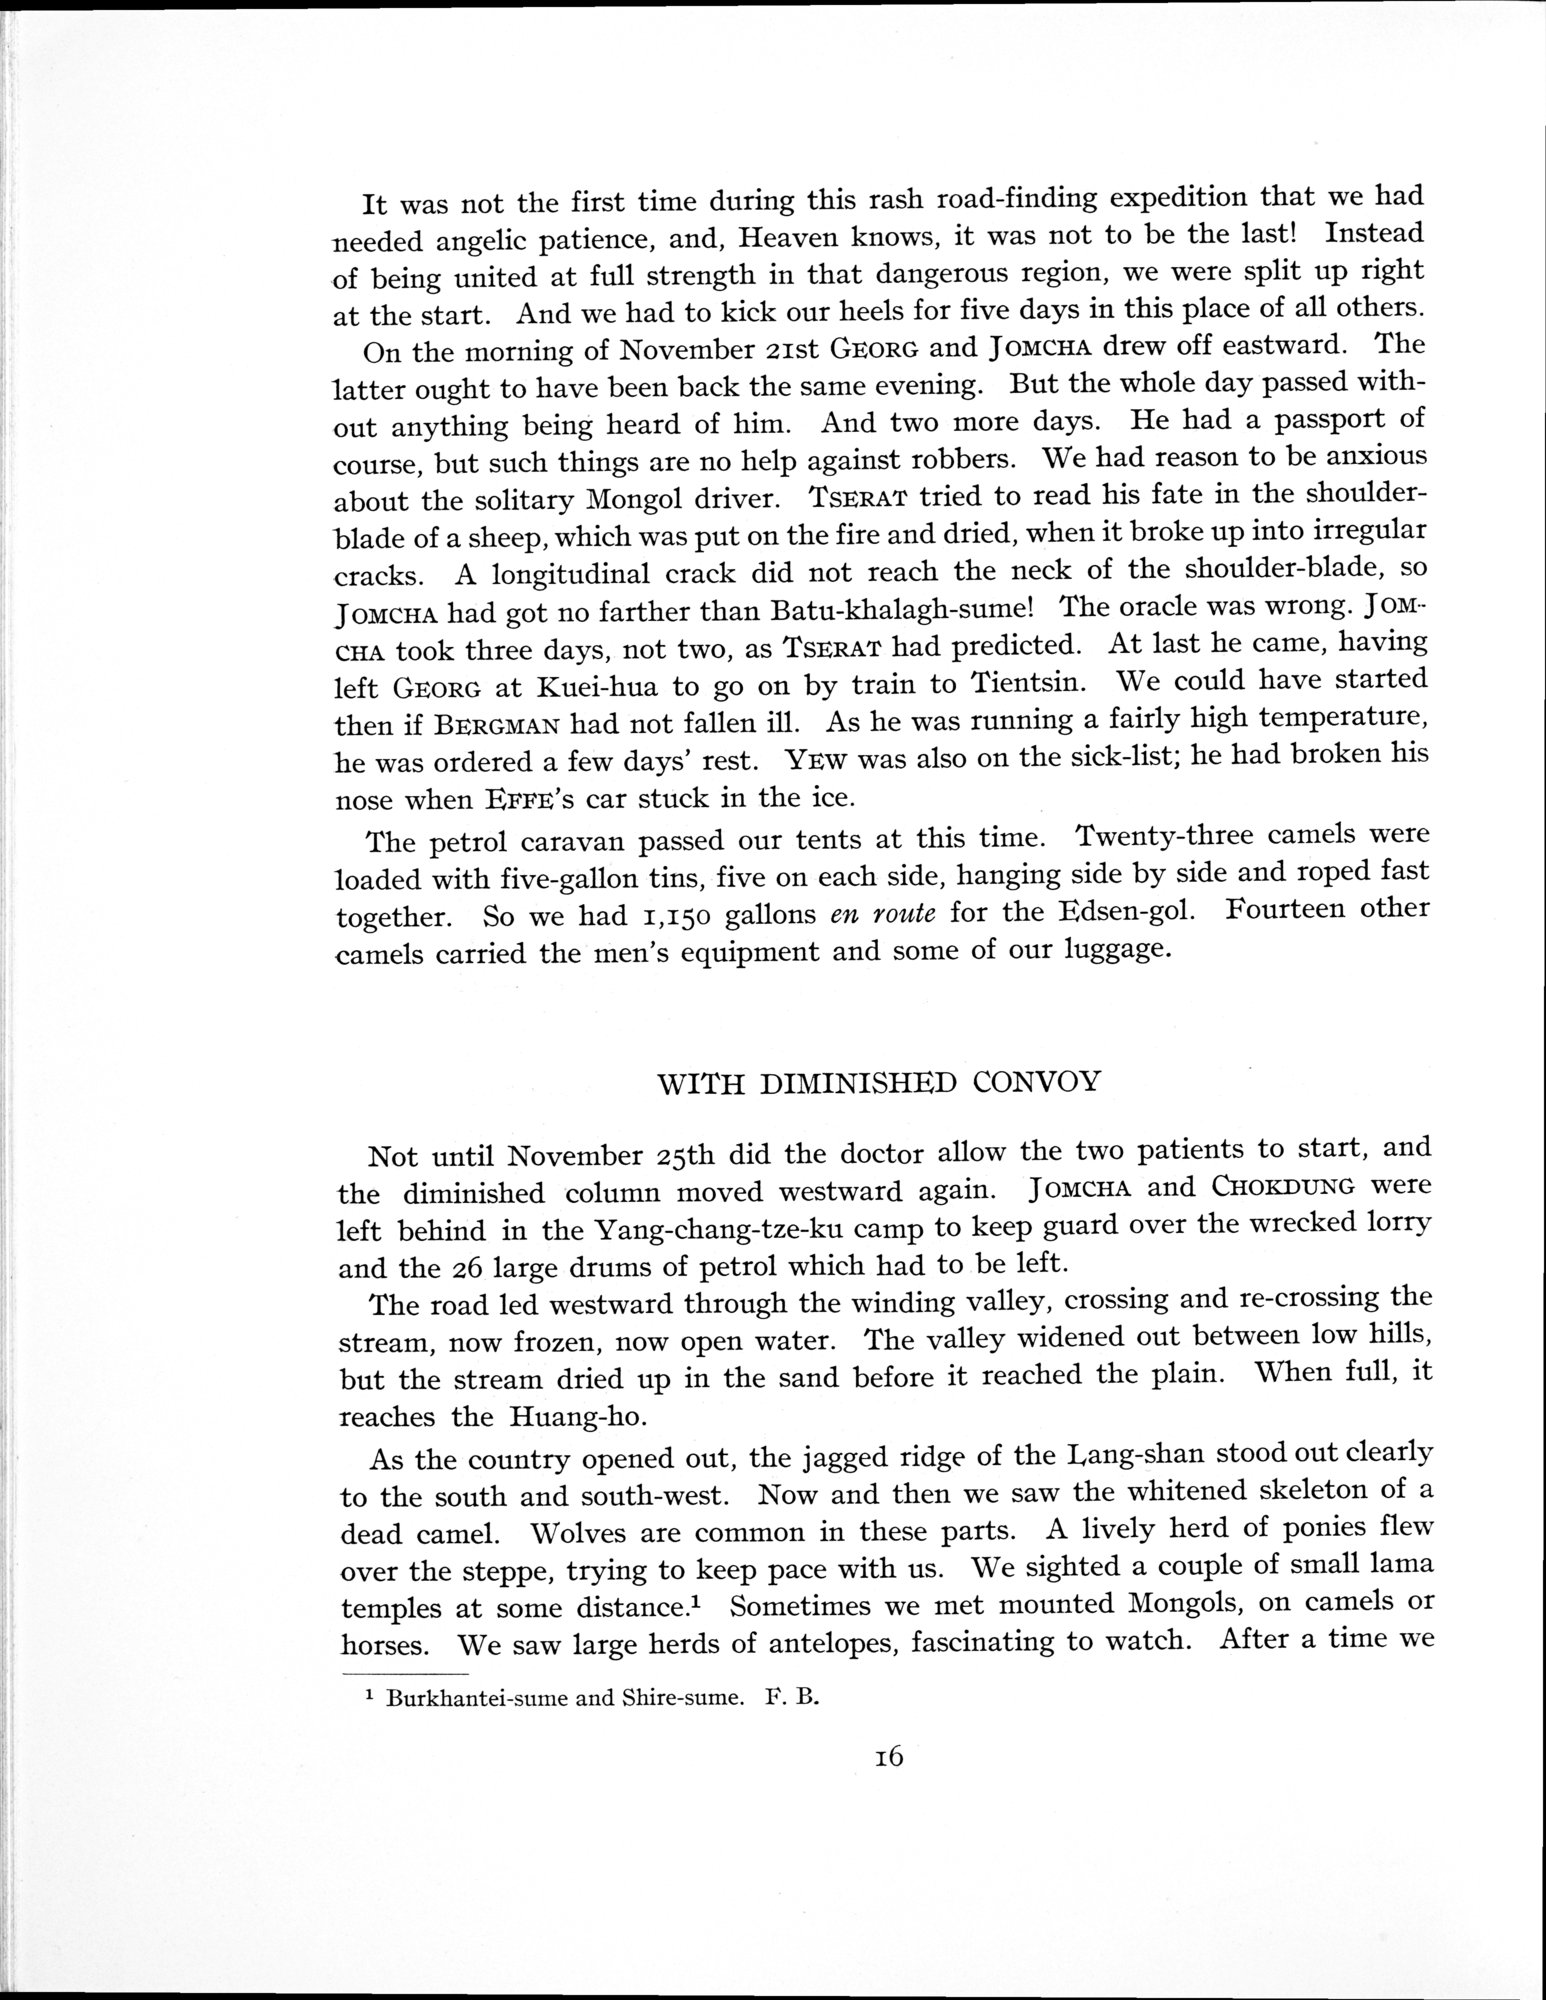 It was not the first time during this rash road-finding expedition that we had
needed angelic patience, and, Heaven knows, it was not to be the last! Instead
of being united at full strength in that dangerous region, we were split up right
at the start. And we had to kick our heels for five days in this place of all others.
On the morning of November 21st GEORG and JOMCHA drew off eastward. The
latter ought to have been back the same evening. But the whole day passed with-
out anything being heard of him. And two more days. He had a passport of
course, but such things are no help against robbers. We had reason to be anxious
about the solitary Mongol driver. TSERAT tried to read his fate in the shoulder-
blade of a sheep, which was put on the fire and dried, when it broke up into irregular
cracks. A longitudinal crack did not reach the neck of the shoulder-blade, so
JOMCHA had got no farther than Batu-khalagh-sume! The oracle was wrong. JOM-
CHA took three days, not two, as TSERAT had predicted. At last he came, having
left GEORG at Kuei-hua to go on by train to Tientsin. We could have started
then if BERGMAN had not fallen ill. As he was running a fairly high temperature,
he was ordered a few days' rest. YEW was also on the sick-list; he had broken his
nose when EFFE's car stuck in the ice.
The petrol caravan passed our tents at this time. Twenty-three camels were
loaded with five-gallon tins, five on each side, hanging side by side and roped fast
together. So we had 1,150 gallons en route for the Edsen-gol. Fourteen other
camels carried the men's equipment and some of our luggage.
WITH DIMINISHED CONVOY
Not until November 25th did the doctor allow the two patients to start, and
the diminished column moved westward again. JOMCHA and CHOKDUNG were
left behind in the Yang-chang-tze-ku camp to keep guard over the wrecked lorry
and the 26 large drums of petrol which had to be left.
The road led westward through the winding valley, crossing and re-crossing the
stream, now frozen, now open water. The valley widened out between low hills,
but the stream dried up in the sand before it reached the plain. When full, it
reaches the Huang-ho.
As the country opened out, the jagged ridge of the Lang-shan stood out clearly
to the south and south-west. Now and then we saw the whitened skeleton of a
dead camel. Wolves are common in these parts. A lively herd of ponies flew
over the steppe, trying to keep pace with us. We sighted a couple of small lama
temples at some distance.¹ Sometimes we met mounted Mongols, on camels or
horses. We saw large herds of antelopes, fascinating to watch. After a time we
¹ Burkhantei-sume and Shire-sume. F. B.
16